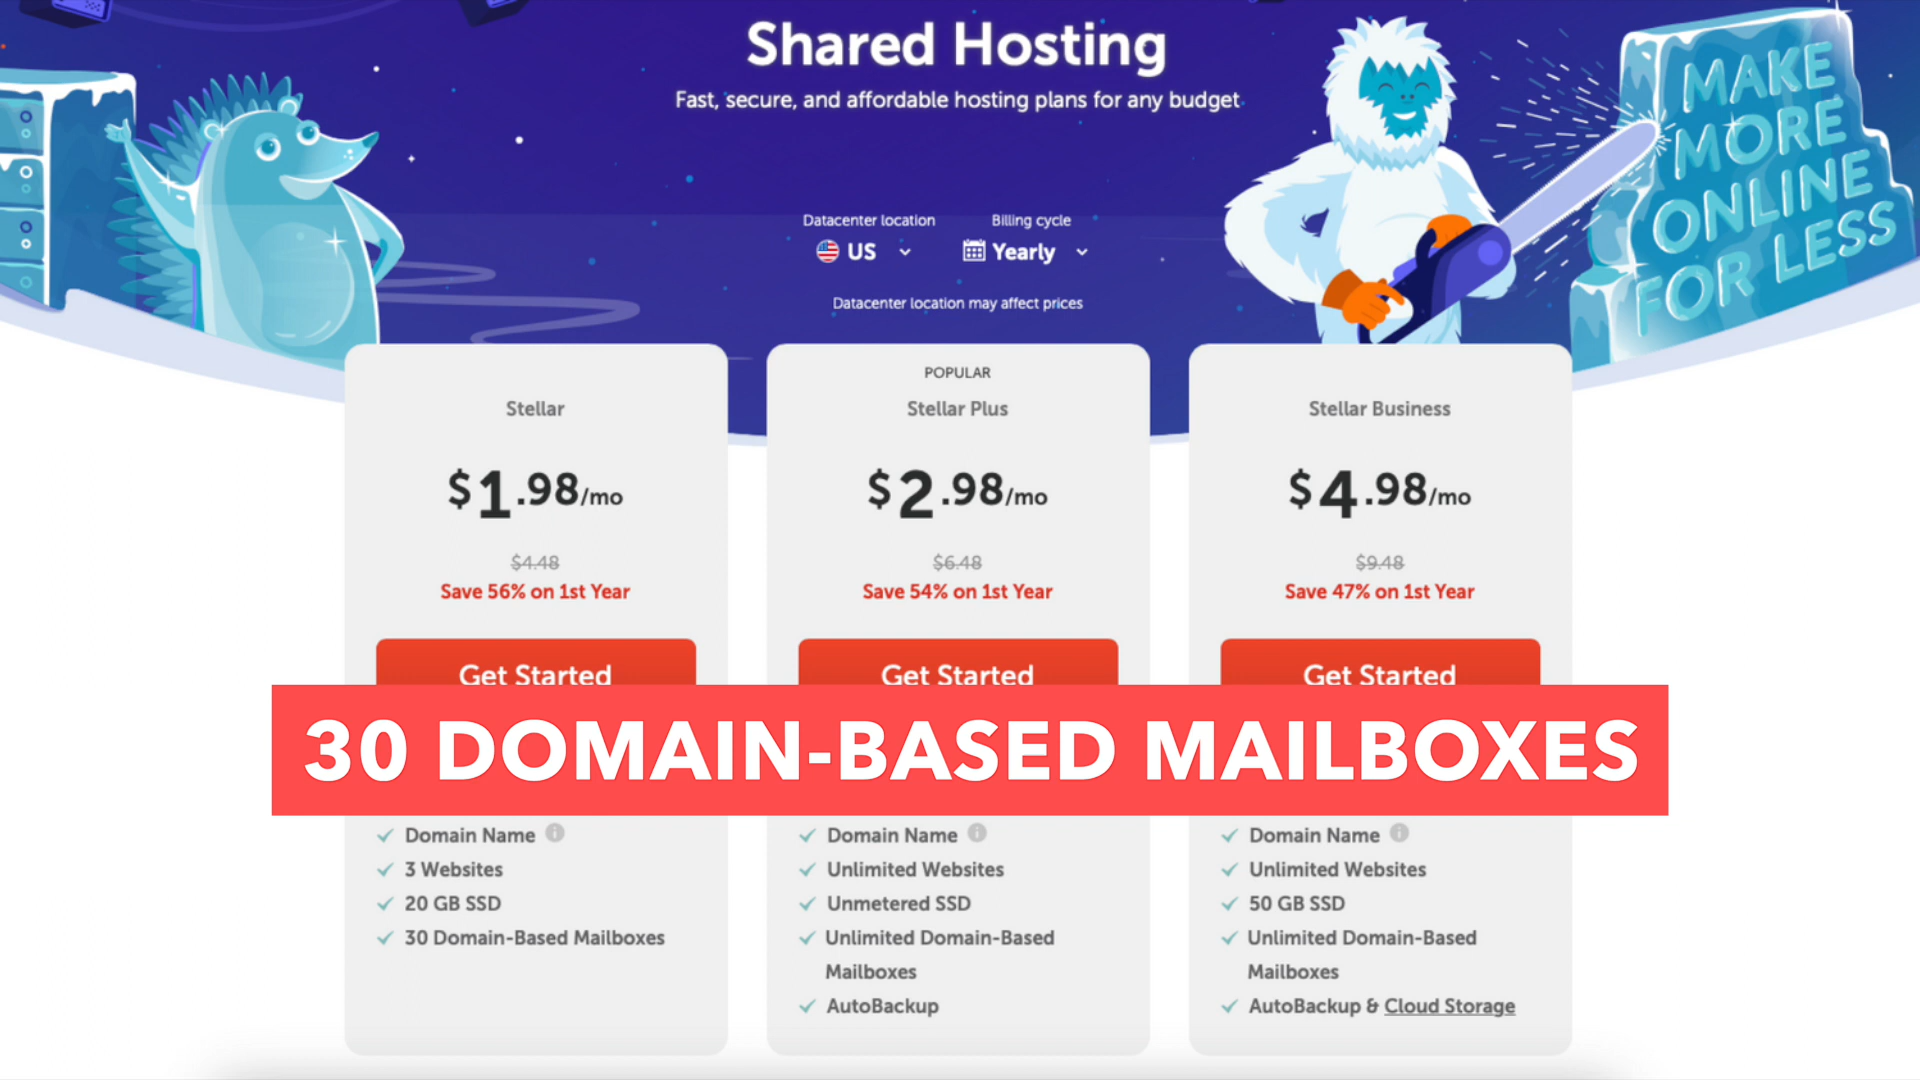 Shared Hosting
Fast, secure, and affordable hosting plans for any budget
MAKE
MORE
ONLINE
FOR LESS
Datacenter location
US
Billing cycle
Yearly
Datacenter location may affect prices
Stellar
$1.98/mo
$4.48
Save 56% on 1st Year
Get Started
POPULAR
Stellar Plus
$2.98/mo
$6.48
Save 54% on 1st Year
Get Started
Stellar Business
$4.98/mo
$9.48
Save 47% on 1st Year
Get Started
30 DOMAIN-BASED MAILBOXES
Domain Name
3 Websites
20 GB SSD
30 Domain-Based Mailboxes
Domain Name
Unlimited Websites
Unmetered SSD
Unlimited Domain-Based
Mailboxes
AutoBackup
Domain Name
Unlimited Websites
50 GB SSD
Unlimited Domain-Based
Mailboxes
AutoBackup & Cloud Storage